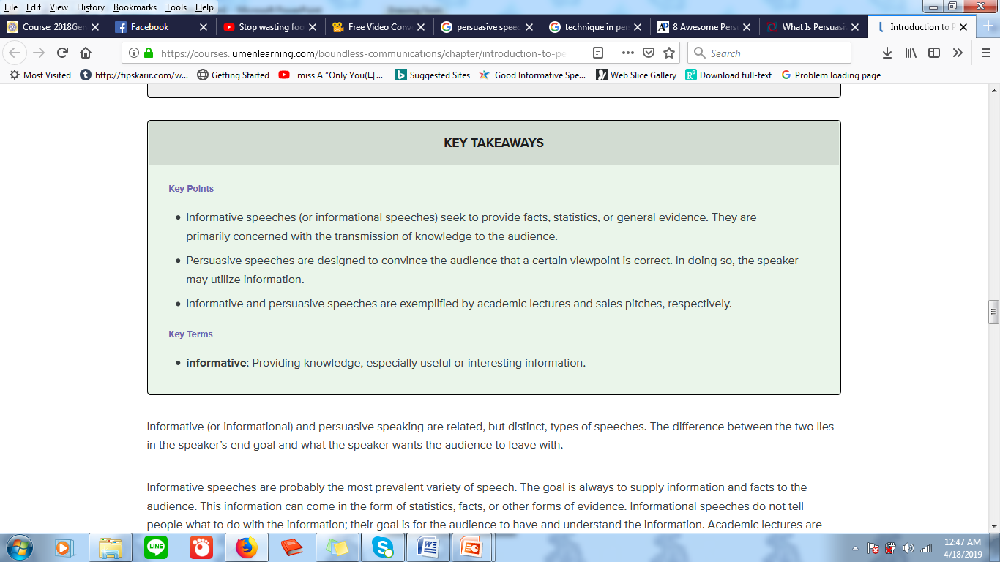 File Edit View History Bookmarks Tools Help
Course: 2018Gen
Facebook
Stop wasting foo
Free Video Conv
persuasive speec
technique in per
AP 8 Awesome Pers
What Is Persuasiv
Introduction to P
https://courses.lumenlearning.com/boundless-communications/chapter/introduction-to-pe
Search
Most Visited
http://tipskarir.com/w...
Getting Started
miss A "Only You(다...
Suggested Sites
Good Informative Spe...
Web Slice Gallery
Download full-text
Problem loading page
KEY TAKEAWAYS
Key Points
• Informative speeches (or informational speeches) seek to provide facts, statistics, or general evidence. They are
primarily concerned with the transmission of knowledge to the audience.
• Persuasive speeches are designed to convince the audience that a certain viewpoint is correct. In doing so, the speaker
may utilize information.
• Informative and persuasive speeches are exemplified by academic lectures and sales pitches, respectively.
Key Terms
• informative: Providing knowledge, especially useful or interesting information.
Informative (or informational) and persuasive speaking are related, but distinct, types of speeches. The difference between the two lies
in the speaker's end goal and what the speaker wants the audience to leave with.
Informative speeches are probably the most prevalent variety of speech. The goal is always to supply information and facts to the
audience. This information can come in the form of statistics, facts, or other forms of evidence. Informational speeches do not tell
people what to do with the information; their goal is for the audience to have and understand the information. Academic lectures are
LINE
12:47 AM
4/18/2019